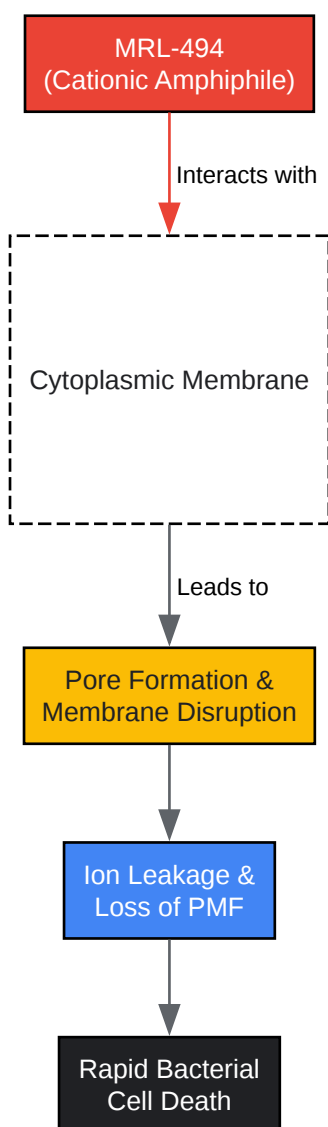 MRL-494
(Cationic Amphiphile)
Interacts with
Cytoplasmic Membrane
Leads to
Pore Formation &
Membrane Disruption
Ion Leakage &
Loss of PMF
Rapid Bacterial
Cell Death